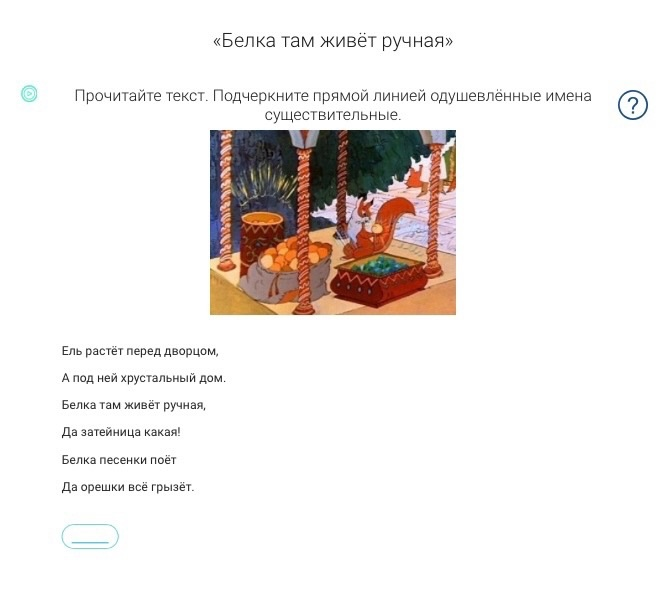 «Белка там живёт ручная»
Прочитайте текст. Подчеркните прямой линией одушевлённые имена
существительные.
?
Ель растёт перед дворцом,
А под ней хрустальный дом.
Белка там живёт ручная,
Да затейница какая!
Белка песенки поёт
Да орешки всё грызёт.